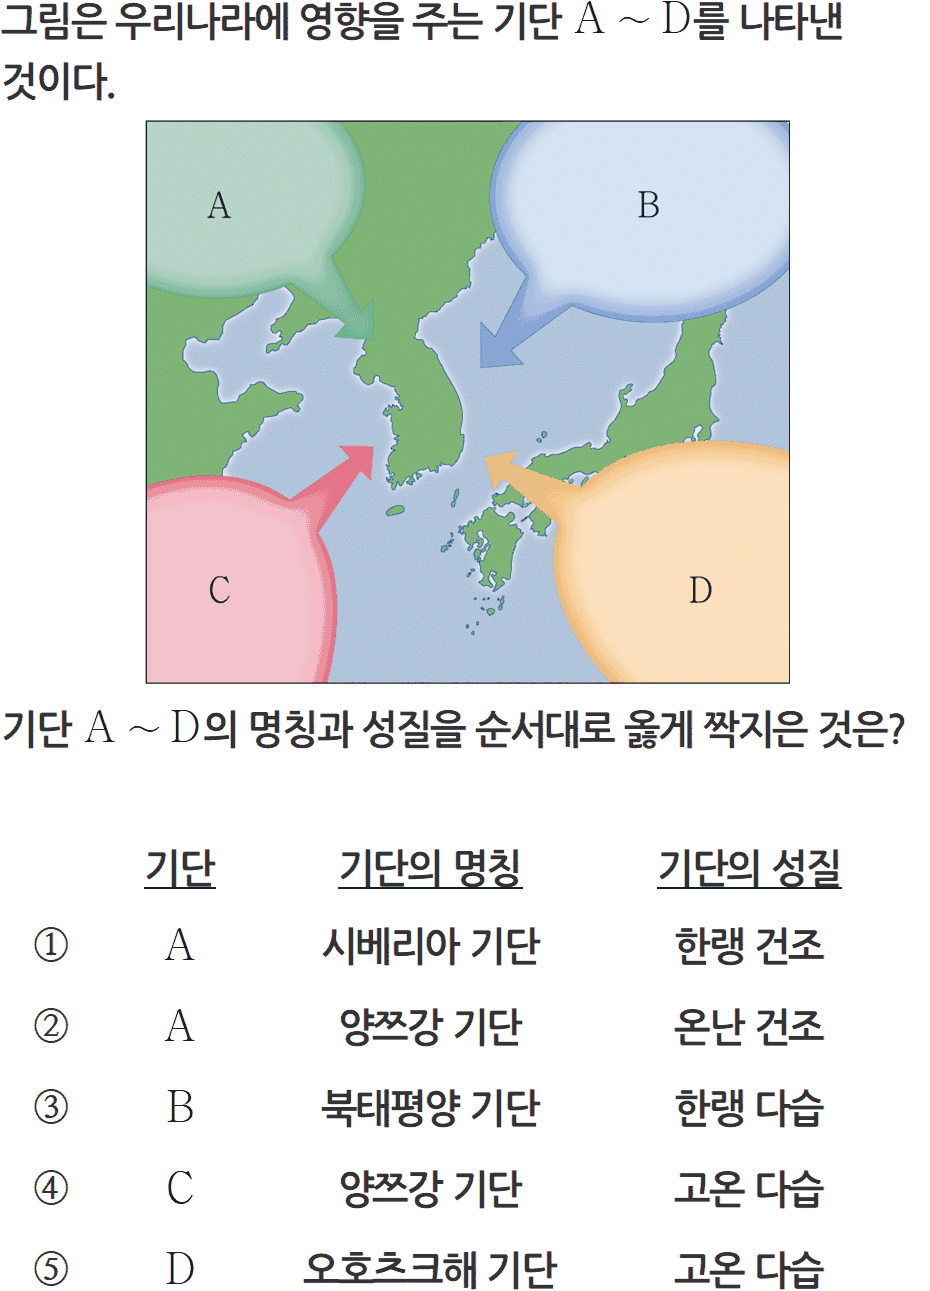 그림은 우리나라에 영향을 주는 기단 A ~ D를 나타낸
것이다.
A
B
C
D
기단 A ~ D의 명칭과 성질을 순서대로 옳게 짝지은 것은?
기단 기단의 명칭 기단의 성질
① A 시베리아 기단 한랭 건조
② A 양쯔강 기단 온난 건조
③ B 북태평양 기단 한랭 다습
④ C 양쯔강 기단 고온 다습
⑤ D 오호츠크해 기단 고온 다습